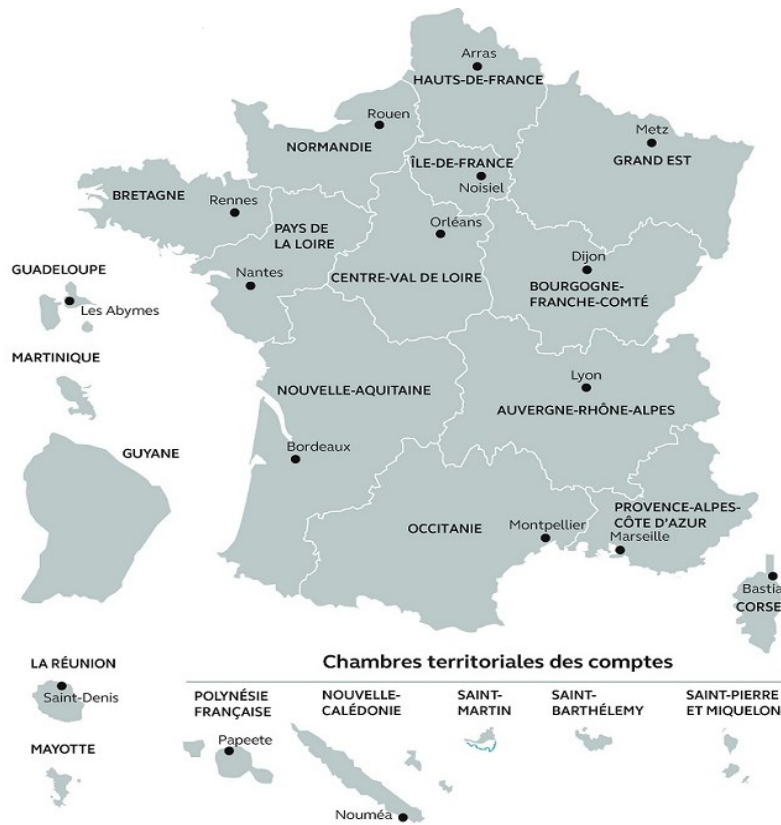 Arras
HAUTS-DE-FRANCE
Rouen
NORMANDIE
Metz
GRAND EST
ÎLE-DE-FRANCE
Noisiel
BRETAGNE
Rennes
PAYS DE
LA LOIRE
Nantes
Orléans
CENTRE-VAL DE LOIRE
Dijon
BOURGOGNE-
FRANCHE-COMTÉ
GUADELOUPE
Les Abymes
MARTINIQUE
GUYANE
NOUVELLE-AQUITAINE
Bordeaux
Lyon
AUVERGNE-RHÔNE-ALPES
OCCITANIE
Montpellier
PROVENCE-ALPES-
CÔTE D'AZUR
Marseille
Bastia
CORSE
LA RÉUNION
Saint-Denis
MAYOTTE
Chambres territoriales des comptes
POLYNÉSIE
FRANÇAISE
Papeete
NOUVELLE-
CALÉDONIE
Nouméa
SAINT-
MARTIN
SAINT-
BARTHÉLEMY
SAINT-PIERRE
ET MIQUELON